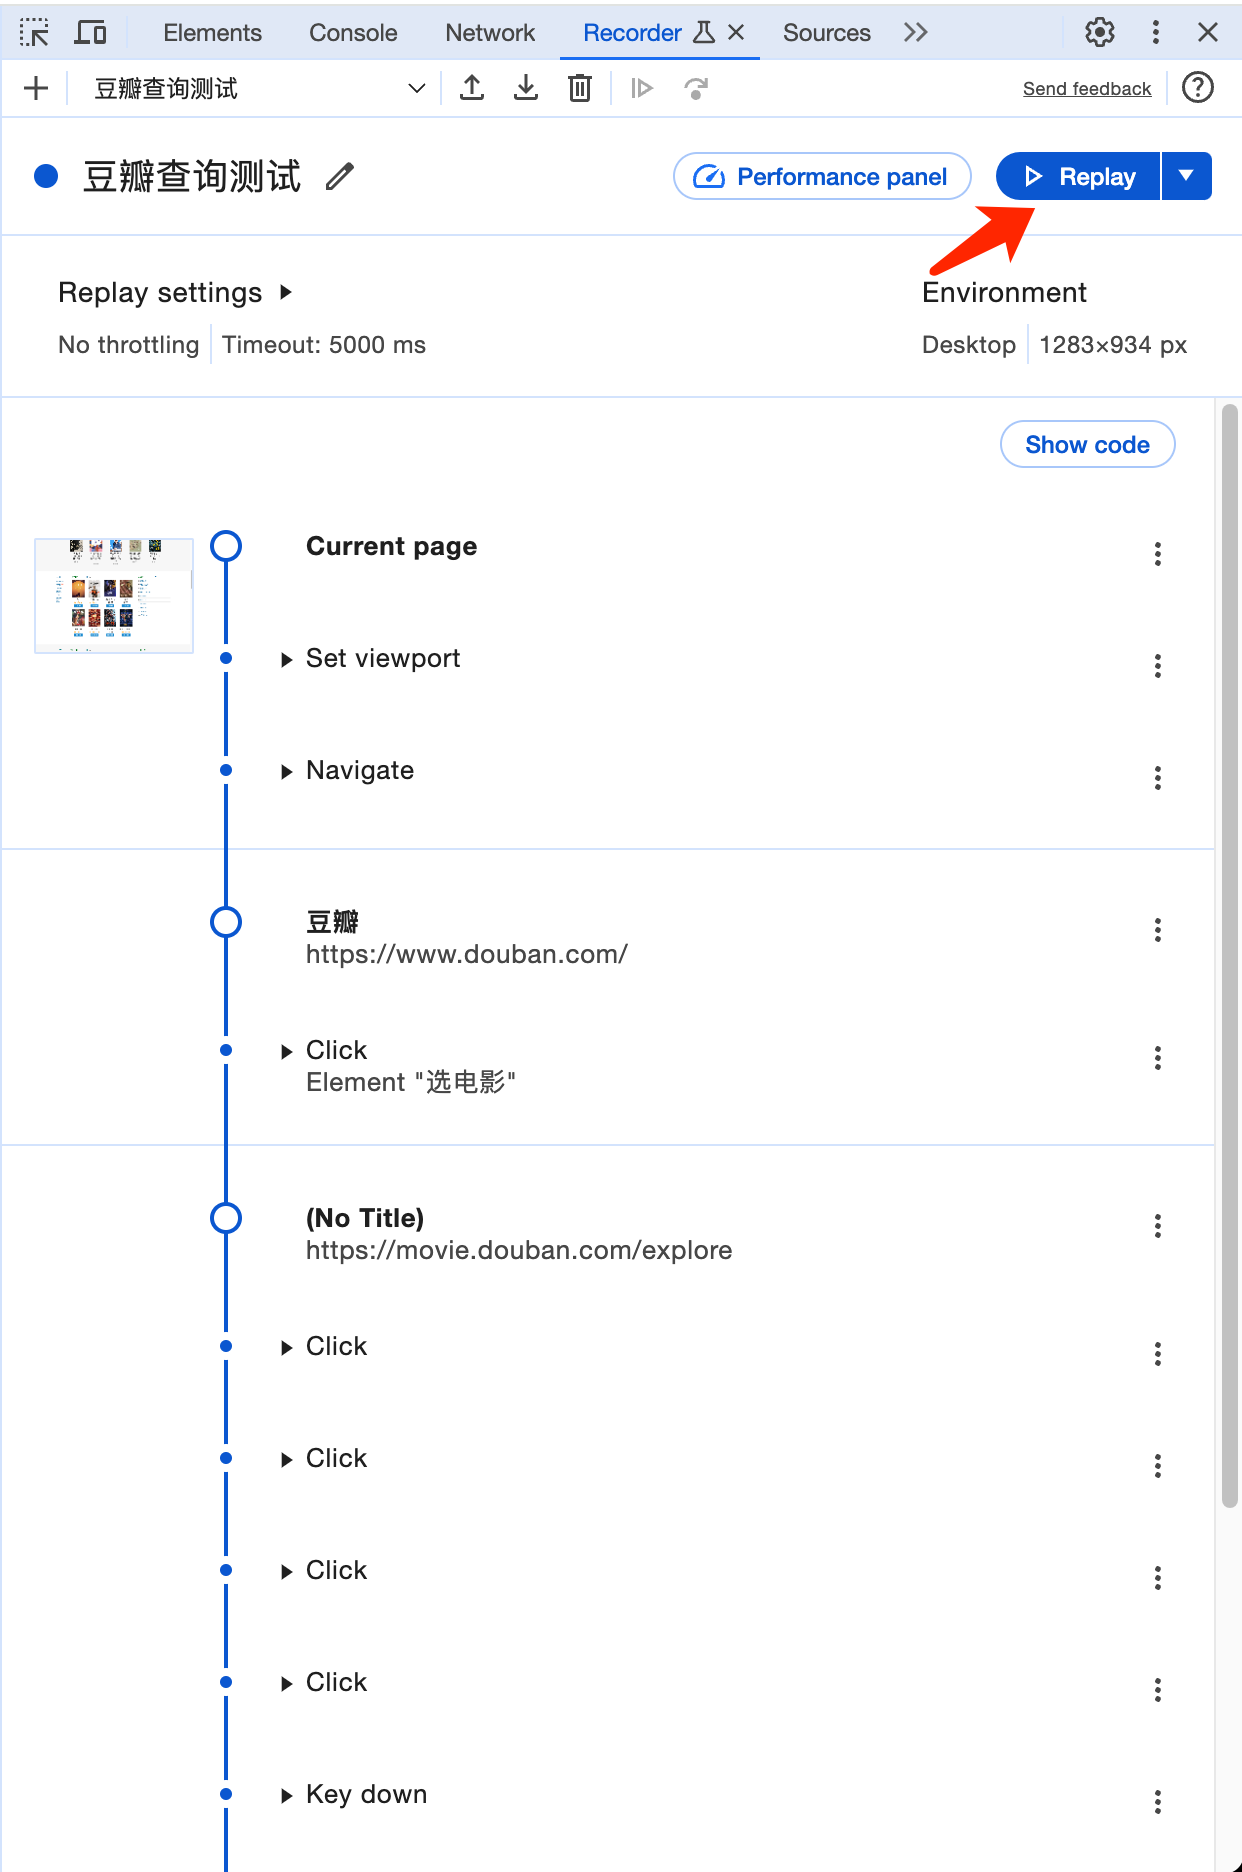 Elements Console Network Recorder Sources
豆瓣查询测试 Send feedback
豆瓣查询测试 Performance panel Replay
Replay settings Environment
No throttling Timeout: 5000 ms Desktop 1283×934 px
Show code
Current page
Set viewport
Navigate
豆瓣
https://www.douban.com/
Click
Element "选电影"
(No Title)
https://movie.douban.com/explore
Click
Click
Click
Click
Key down